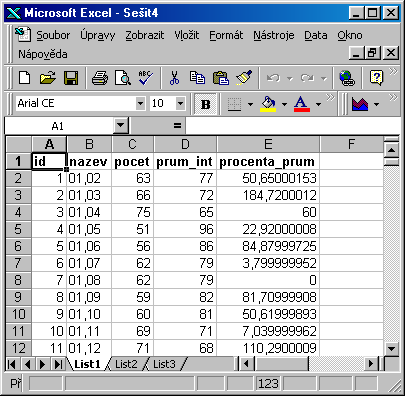 Microsoft Excel - Sešit4
Soubor Úpravy Zobrazit Vložit Formát Nástroje Data Okno
Nápověda
ABC
Arial CE 10 B A
A1 =
A B C D E F
1 id nazev pocet prum_int procenta_prum
2 1 01,02 63 77 50,65000153
3 2 01,03 66 72 184,7200012
4 3 01,04 75 65 60
5 4 01,05 51 96 22,92000008
6 5 01,06 56 86 84,87999725
7 6 01,07 62 79 3,799999952
8 7 01,08 62 79 0
9 8 01,09 59 82 81,70999908
10 9 01,10 60 81 50,61999893
11 10 01,11 69 71 7,039999962
12 11 01,12 71 68 110,2900009
List1 List2 List3
Př 123